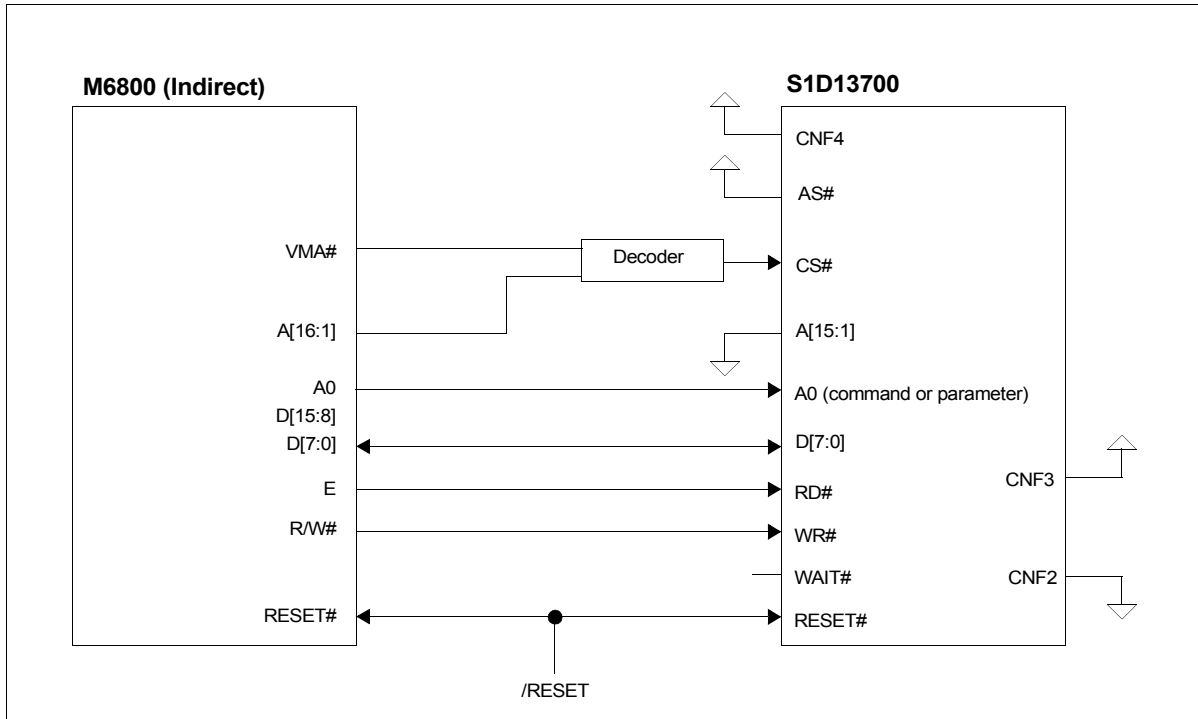 M6800 (Indirect)
S1D13700
CNF4
AS#
VMA#
Decoder
CS#
A[16:1]
A[15:1]
A0
A0 (command or parameter)
D[15:8]
D[7:0]
D[7:0]
CNF3
E
RD#
R/W#
WR#
WAIT#
CNF2
RESET#
RESET#
/RESET